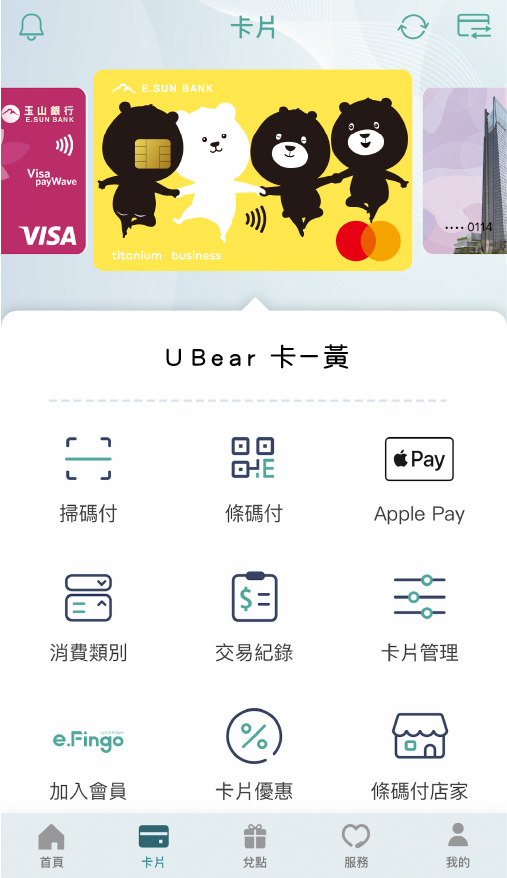 卡片
玉山銀行
E.SUN BANK
Visa
payWave
VISA
E.SUN BANK
titanium business
•••• 0114
U Bear 卡－黃
掃碼付
E
條碼付
Pay
Apple Pay
$
消費類別
交易紀錄
卡片管理
e.Fingo
%
加入會員
卡片優惠
條碼付店家
首頁
卡片
兌點
服務
我的